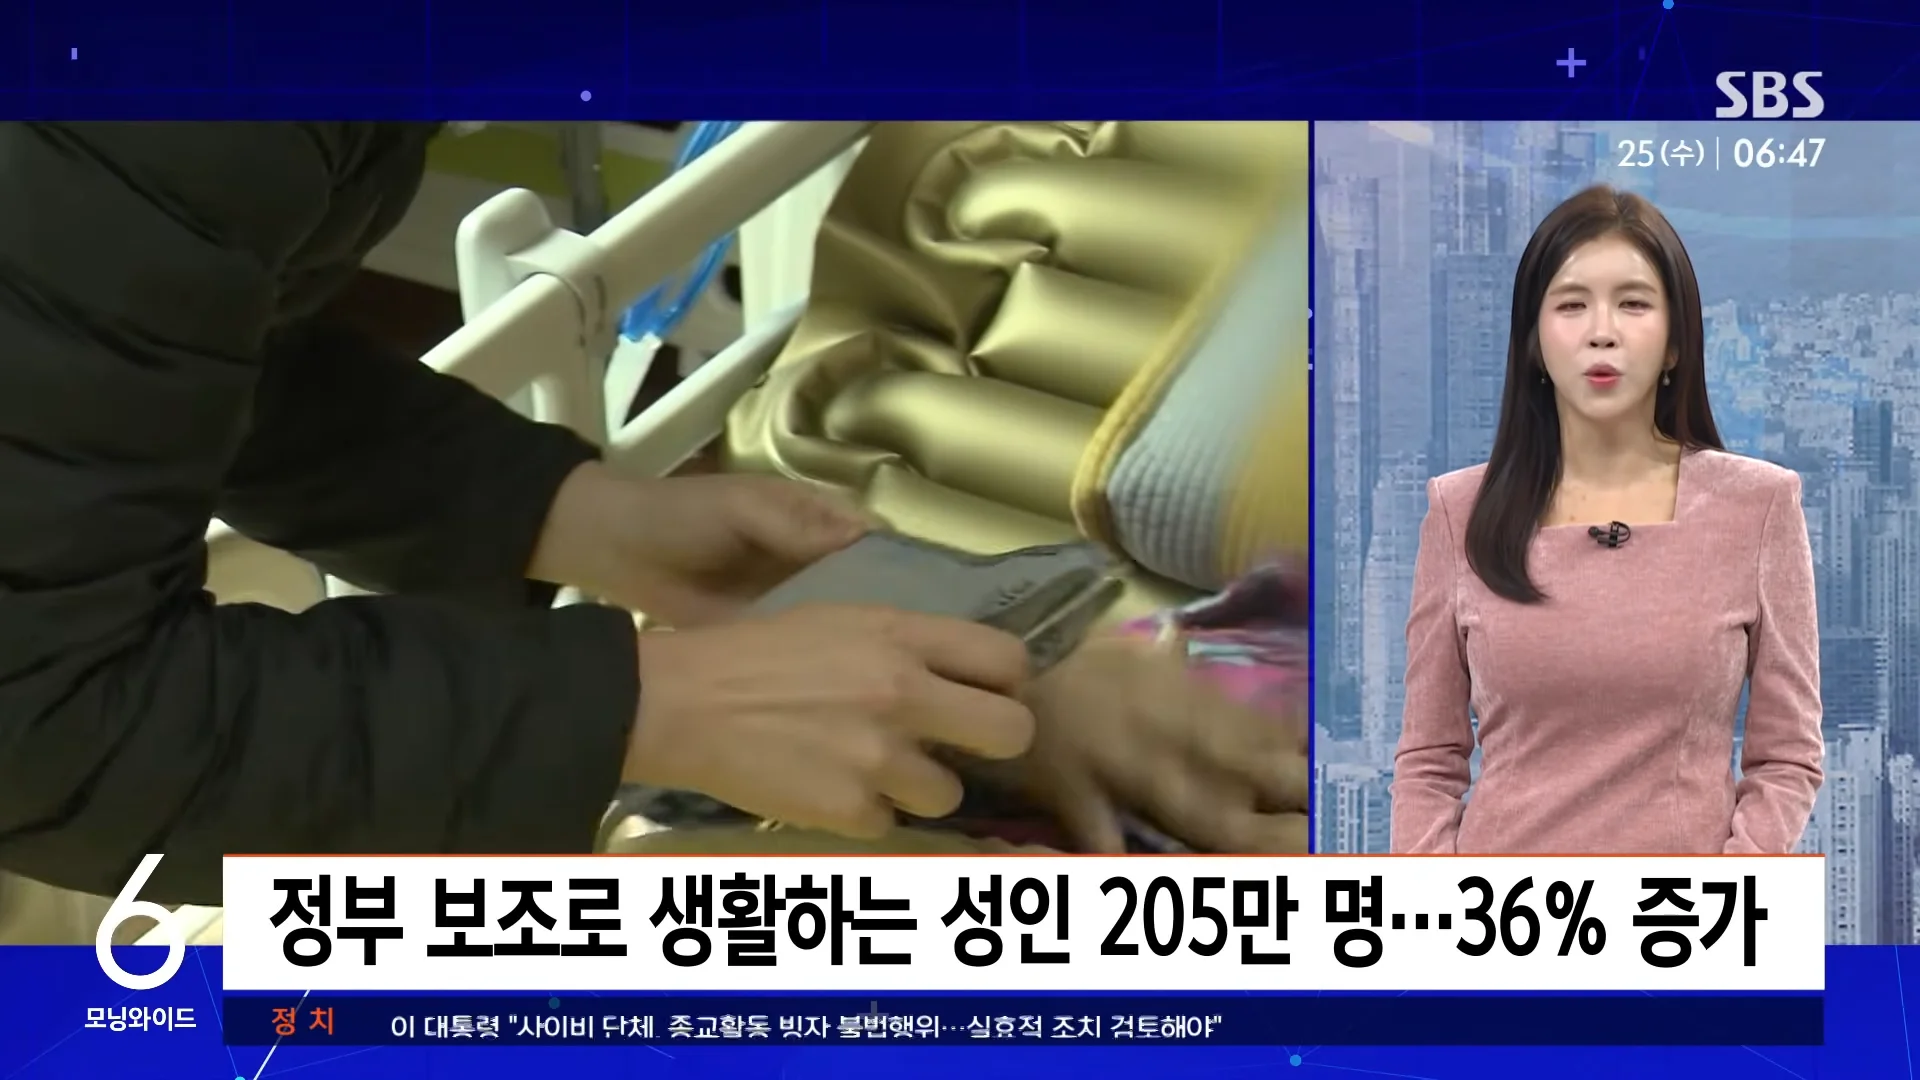 SBS
25(수) | 06:47
정부 보조로 생활하는 성인 205만 명…36% 증가
6
모닝와이드
정치 이 대통령 "사이비 단체, 종교활동 빙자 불법행위…실효적 조치 검토해야"